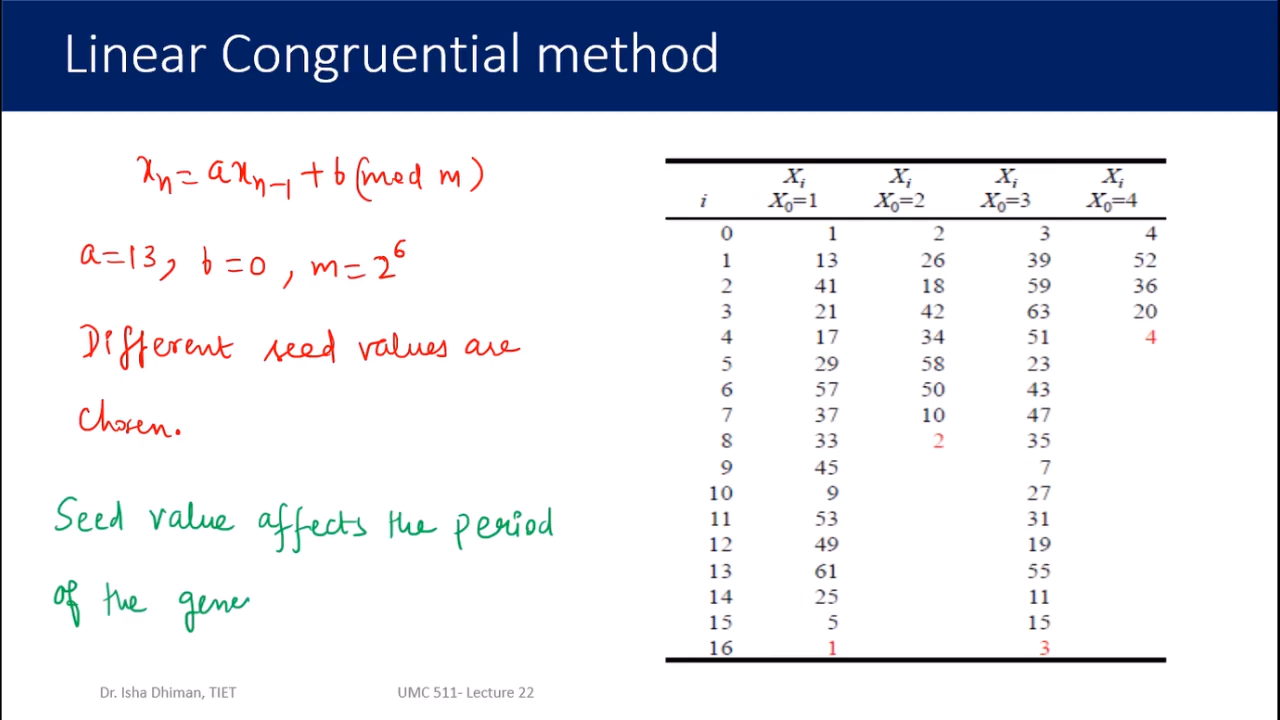 Linear Congruential method
xₙ = axₙ₋₁ + b (mod m)
a=13, b=0, m=2⁶
Different seed values are
chosen.
Seed value affects the period
of the gene
Xᵢ Xᵢ Xᵢ Xᵢ
i X₀=1 X₀=2 X₀=3 X₀=4
0 1 2 3 4
1 13 26 39 52
2 41 18 59 36
3 21 42 63 20
4 17 34 51 4
5 29 58 23
6 57 50 43
7 37 10 47
8 33 2 35
9 45 7
10 9 27
11 53 31
12 49 19
13 61 55
14 25 11
15 5 15
16 1 3
Dr. Isha Dhiman, TIET UMC 511- Lecture 22